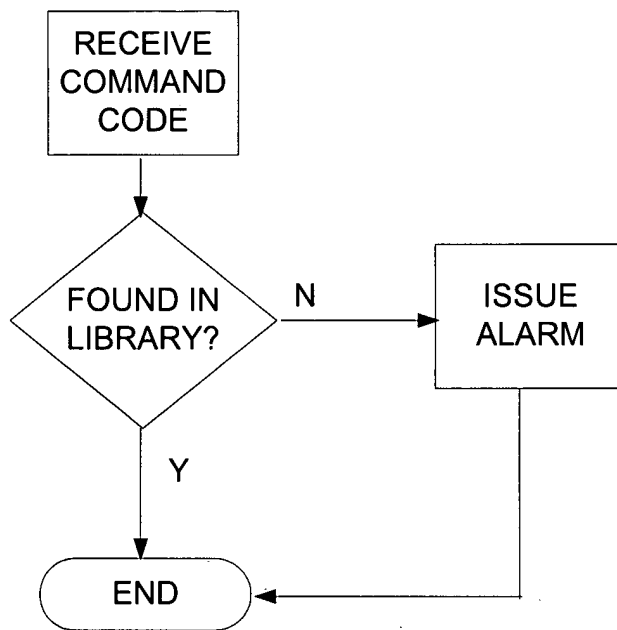 RECEIVE
COMMAND
CODE
FOUND IN
LIBRARY?
N
ISSUE
ALARM
Y
END